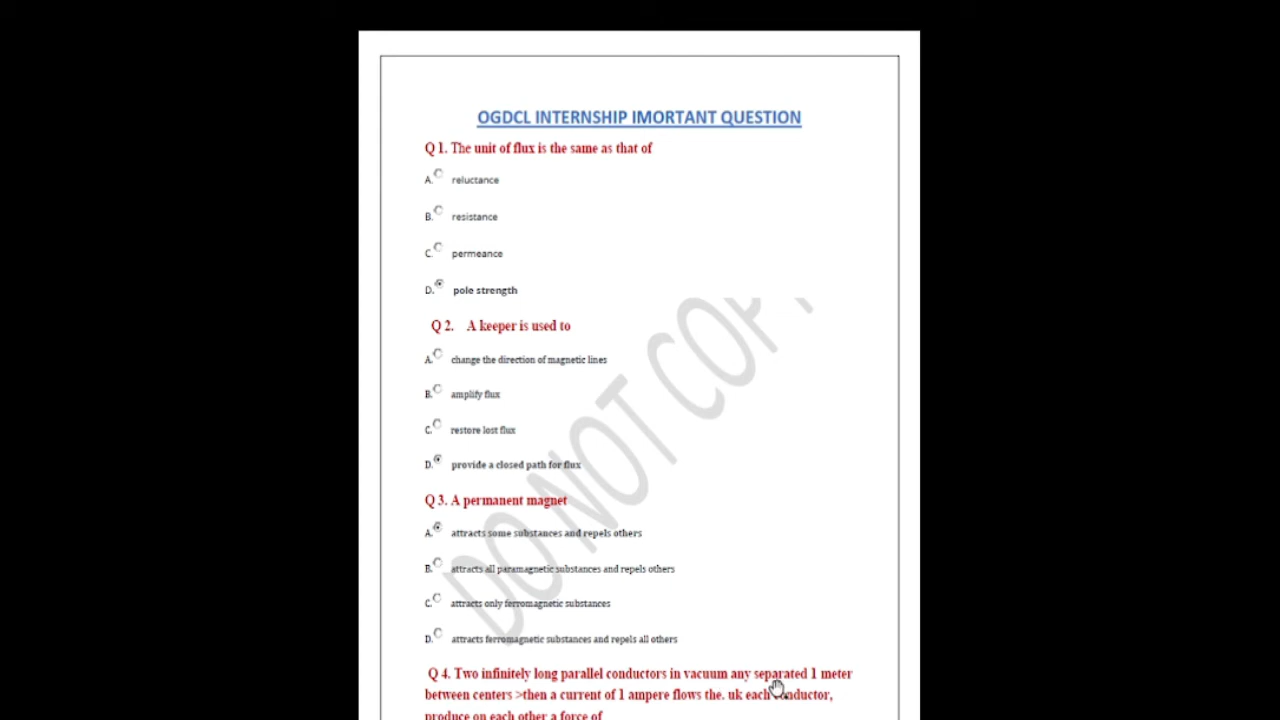 OGDCL INTERNSHIP IMORTANT QUESTION
Q 1. The unit of flux is the same as that of
A. reluctance
B. resistance
C. permeance
D. pole strength
Q 2. A keeper is used to
A. change the direction of magnetic lines
B. amplify flux
C. restore lost flux
D. provide a closed path for flux
Q 3. A permanent magnet
A. attracts some substances and repels others
B. attracts all paramagnetic substances and repels others
C. attracts only ferromagnetic substances
D. attracts ferromagnetic substances and repels all others
Q 4. Two infinitely long parallel conductors in vacuum any separated 1 meter
between centers >then a current of 1 ampere flows the. uk each conductor,
produce on each other a force of
DO NOT COPY